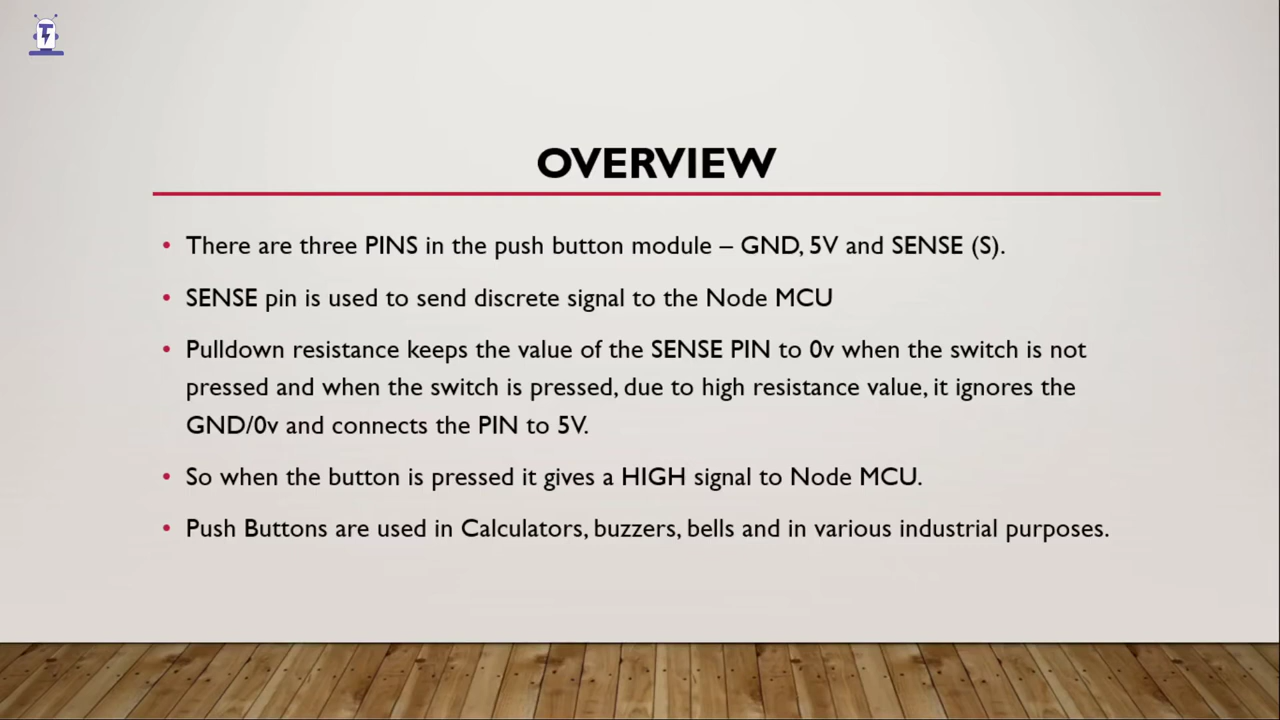 OVERVIEW
• There are three PINS in the push button module – GND, 5V and SENSE (S).
• SENSE pin is used to send discrete signal to the Node MCU
• Pulldown resistance keeps the value of the SENSE PIN to 0v when the switch is not
pressed and when the switch is pressed, due to high resistance value, it ignores the
GND/0v and connects the PIN to 5V.
• So when the button is pressed it gives a HIGH signal to Node MCU.
• Push Buttons are used in Calculators, buzzers, bells and in various industrial purposes.